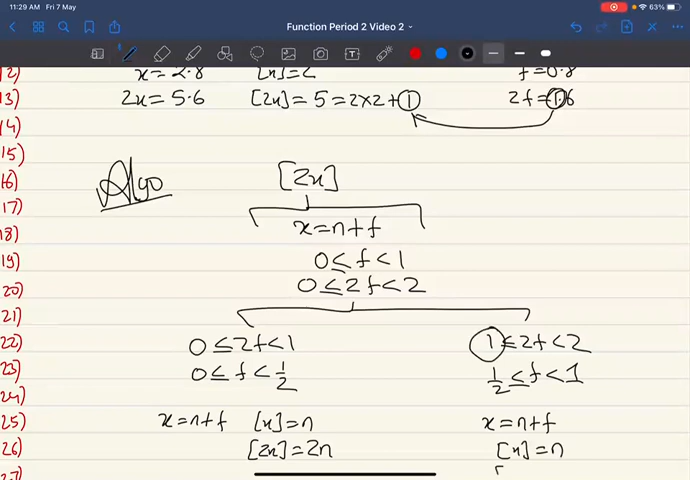 11:29 AM Fri 7 May
63%
Function Period 2 Video 2
12) x=2.8 [x]=2 f=0.8
13) 2x=5.6 [2x]=5=2x2+1 2f=1.6
14)
15)
16) Algo [2x]
17)
18) x=n+f
19) 0≤f<1
20) 0≤2f<2
21)
22) 0≤2f<1 1≤2f<2
23) 0≤f<1/2 1/2≤f<1
24)
25) x=n+f [x]=n x=n+f
26) [2x]=2n [x]=n
27) [